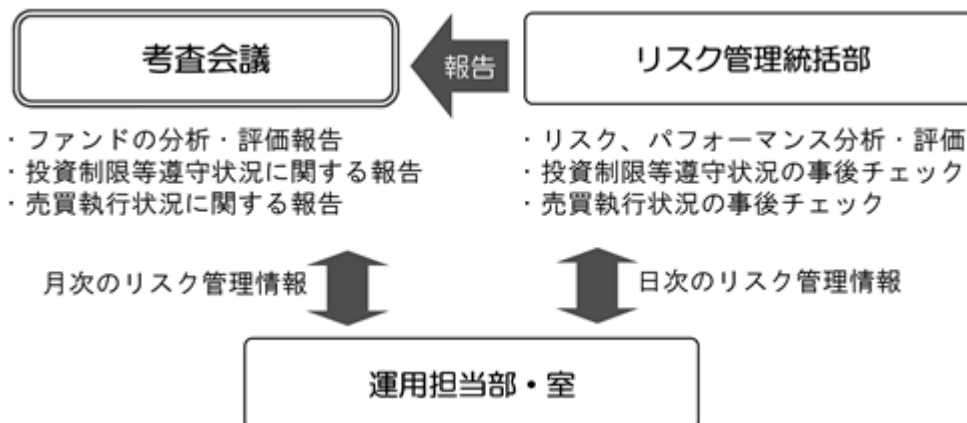 考査会議
報告
リスク管理統括部
・ファンドの分析・評価報告
・投資制限等遵守状況に関する報告
・売買執行状況に関する報告
・リスク、パフォーマンス分析・評価
・投資制限等遵守状況の事後チェック
・売買執行状況の事後チェック
月次のリスク管理情報
日次のリスク管理情報
運用担当部・室